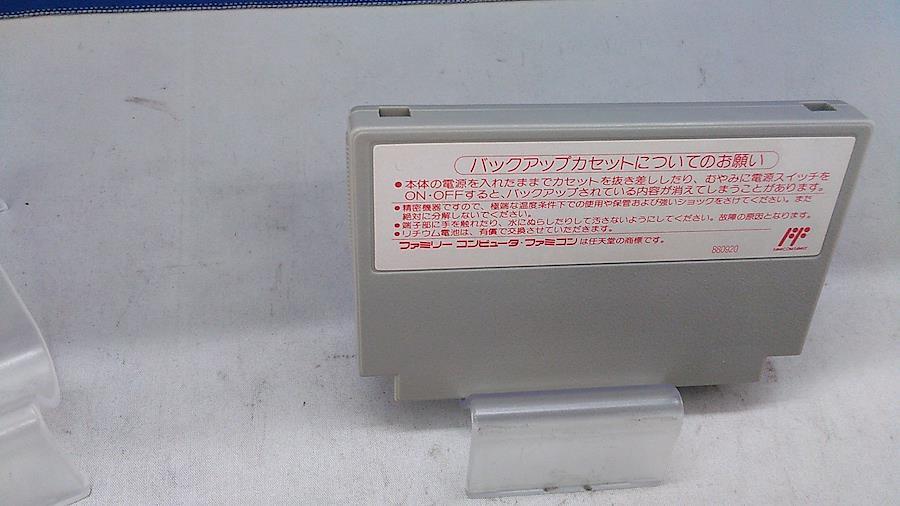 バックアップカセットについてのお願い
●本体の電源を入れたままでカセットを抜き差ししたり、むやみに電源スイッチを
ON・OFFすると、バックアップされている内容が消えてしまうことがあります。
●精密機器ですので、極端な温度条件下での使用や保管および強いショックをさけてください。また
絶対に分解しないでください。
●端子部に手を触れたり、水にぬらしたりして汚さないようにしてください。故障の原因となります。
●リチウム電池は、有償で交換させていただきます。
ファミリーコンピュータ・ファミコンは任天堂の商標です。
880920